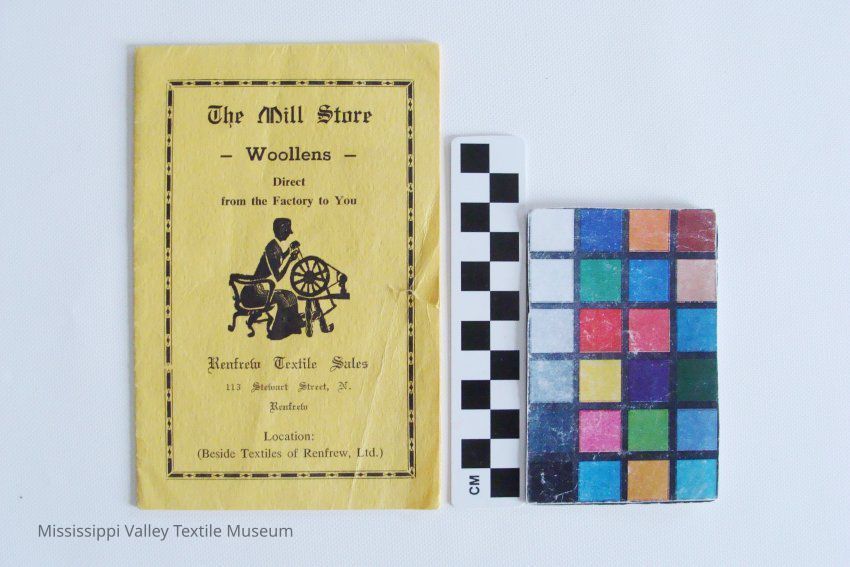 The Mill Store
— Woollens —
Direct
from the Factory to You
Renfrew Textile Sales
113 Stewart Street, N.
Renfrew
Location:
(Beside Textiles of Renfrew, Ltd.)
CM
Mississippi Valley Textile Museum